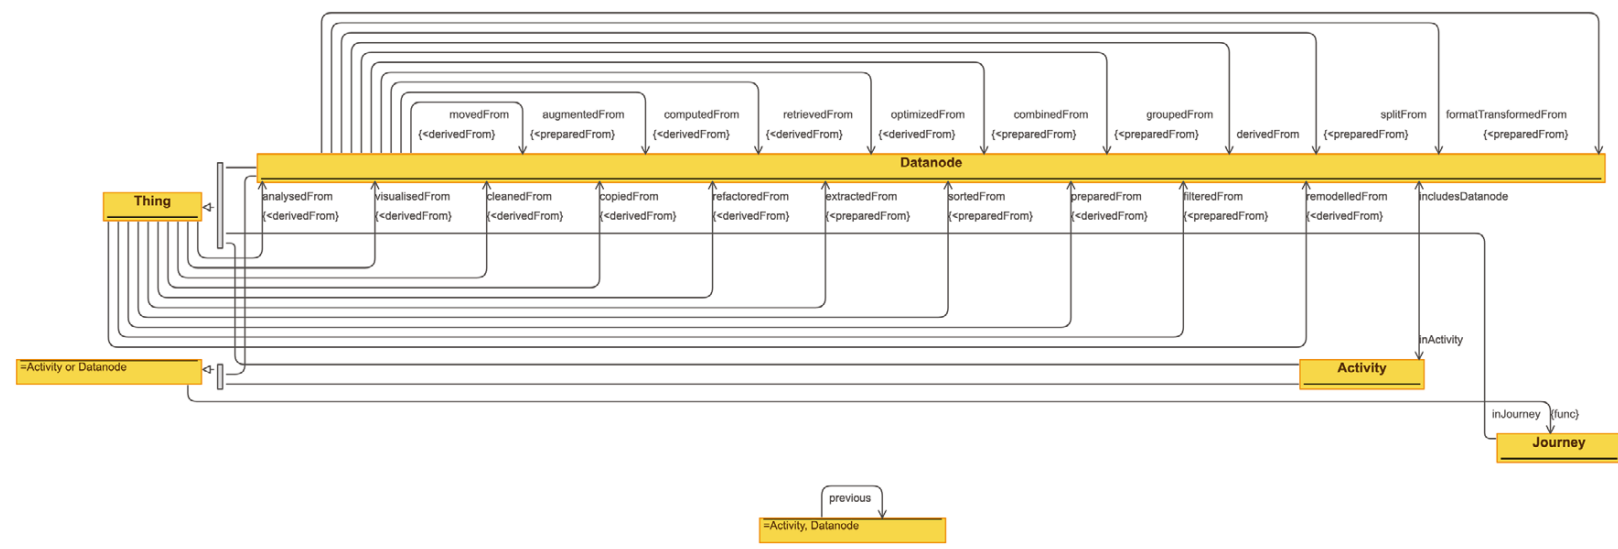 movedFrom augmentedFrom computedFrom retrievedFrom optimizedFrom combinedFrom groupedFrom splitFrom formatTransformedFrom
{<derivedFrom} {<preparedFrom} {<derivedFrom} {<derivedFrom} {<derivedFrom} {<preparedFrom} {<preparedFrom} derivedFrom {<preparedFrom} {<preparedFrom}
Datanode
Thing
analysedFrom visualisedFrom cleanedFrom copiedFrom refactoredFrom extractedFrom sortedFrom preparedFrom filteredFrom remodelledFrom includesDatanode
{<derivedFrom} {<derivedFrom} {<derivedFrom} {<derivedFrom} {<derivedFrom} {<preparedFrom} {<preparedFrom} {<derivedFrom} {<preparedFrom} {<derivedFrom}
inActivity
=Activity or Datanode
Activity
inJourney {func}
Journey
previous
=Activity, Datanode